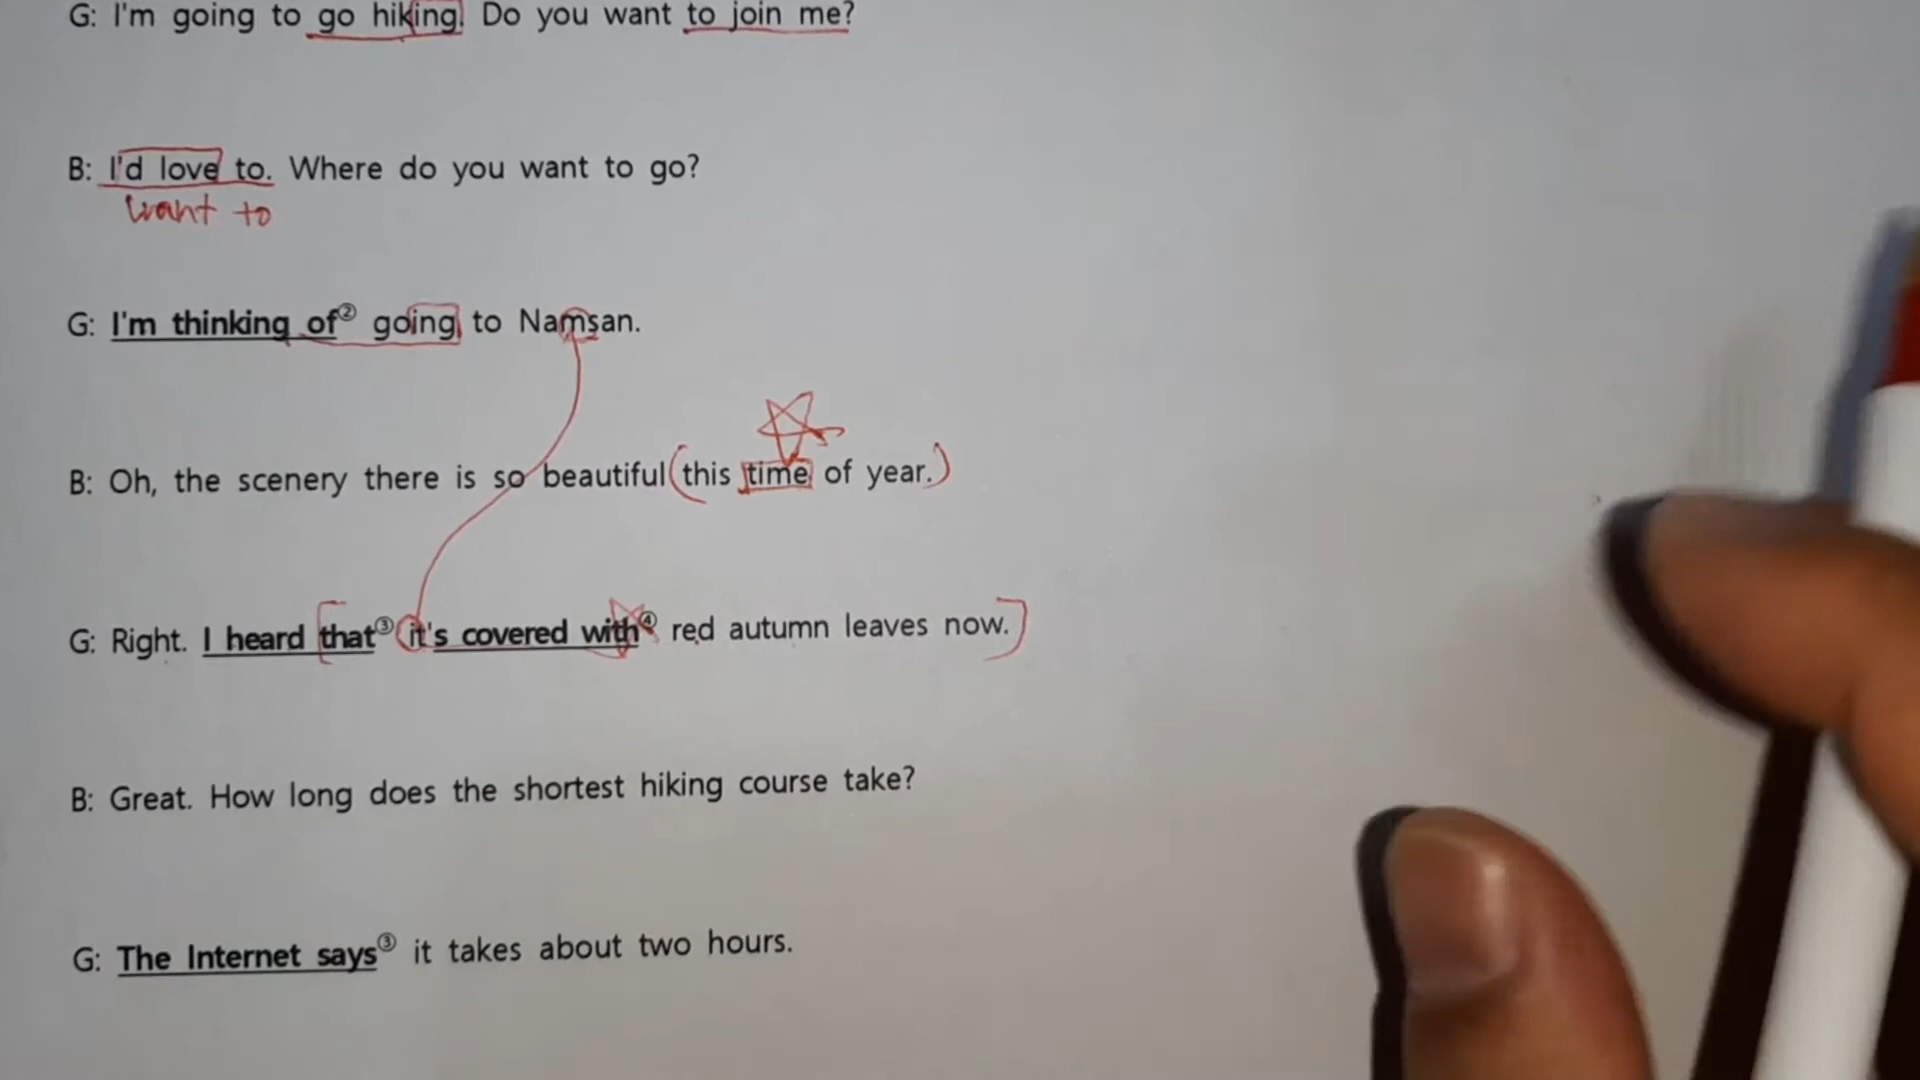 G: I'm going to go hiking. Do you want to join me?
B: I'd love to. Where do you want to go?
want to
G: I'm thinking of② going to Namsan.
B: Oh, the scenery there is so beautiful (this time of year.)
G: Right. I heard [that③ it's covered with④ red autumn leaves now.]
B: Great. How long does the shortest hiking course take?
G: The Internet says③ it takes about two hours.